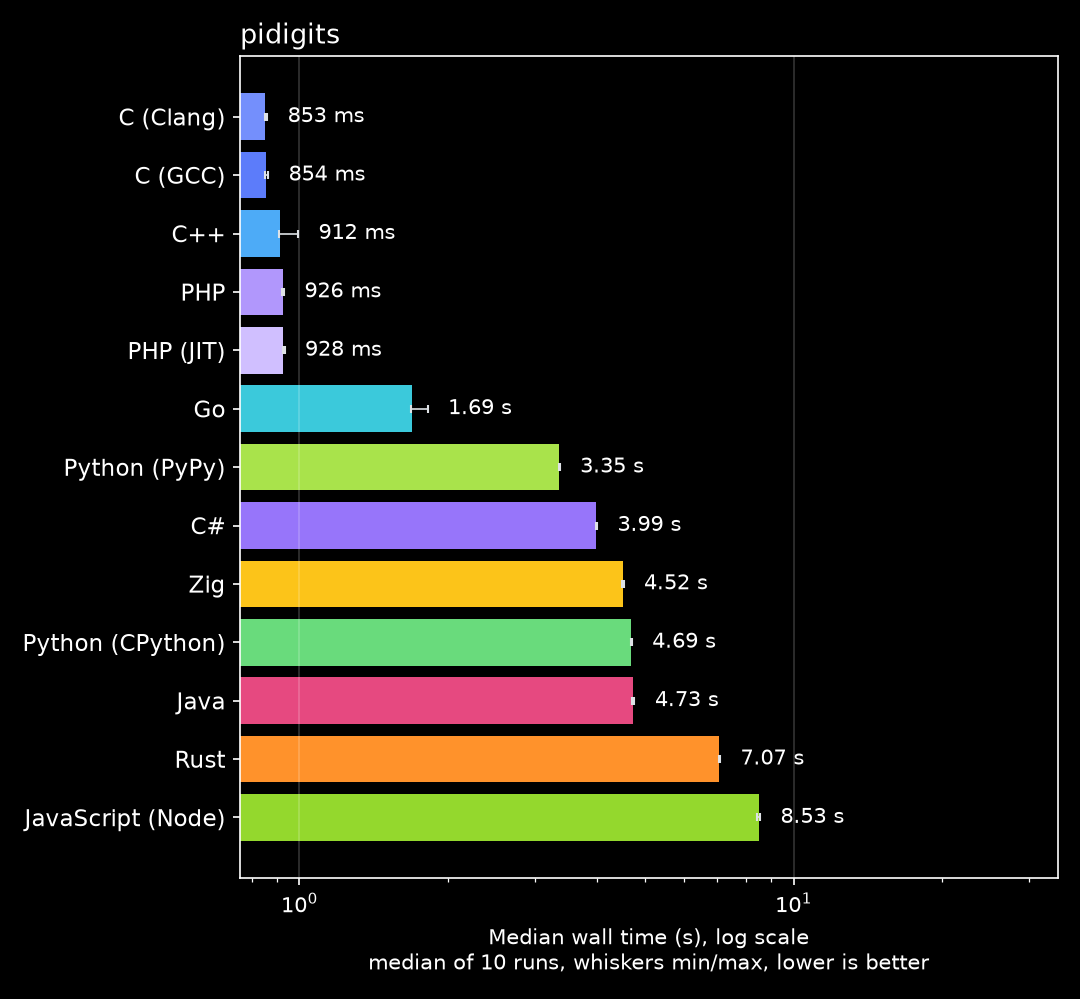 pidigits
C (Clang) 853 ms
C (GCC) 854 ms
C++ 912 ms
PHP 926 ms
PHP (JIT) 928 ms
Go 1.69 s
Python (PyPy) 3.35 s
C# 3.99 s
Zig 4.52 s
Python (CPython) 4.69 s
Java 4.73 s
Rust 7.07 s
JavaScript (Node) 8.53 s
10⁰ 10¹
Median wall time (s), log scale
median of 10 runs, whiskers min/max, lower is better